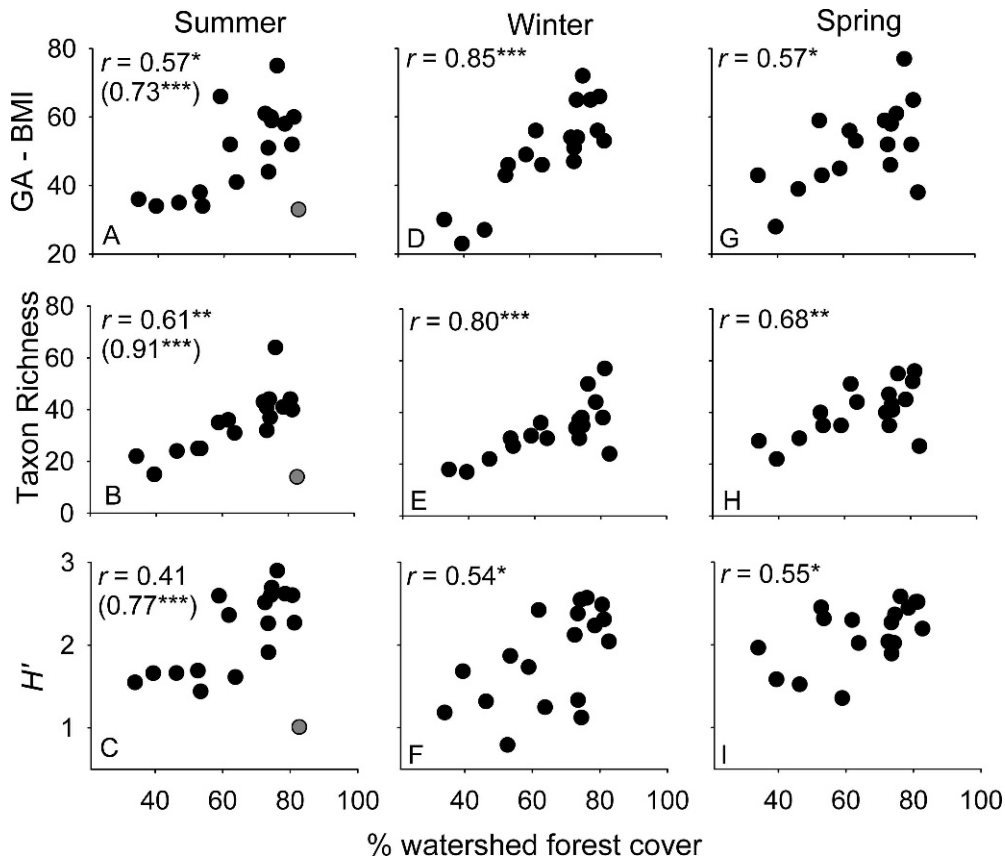 Summer Winter Spring
GA - BMI
80
60
40
20
r = 0.57*
(0.73***)
A
r = 0.85***
D
r = 0.57*
G
Taxon Richness
80
60
40
20
0
r = 0.61**
(0.91***)
B
r = 0.80***
E
r = 0.68**
H
H'
3
2
1
r = 0.41
(0.77***)
C
r = 0.54*
F
r = 0.55*
I
40 60 80 100 40 60 80 100 40 60 80 100
% watershed forest cover